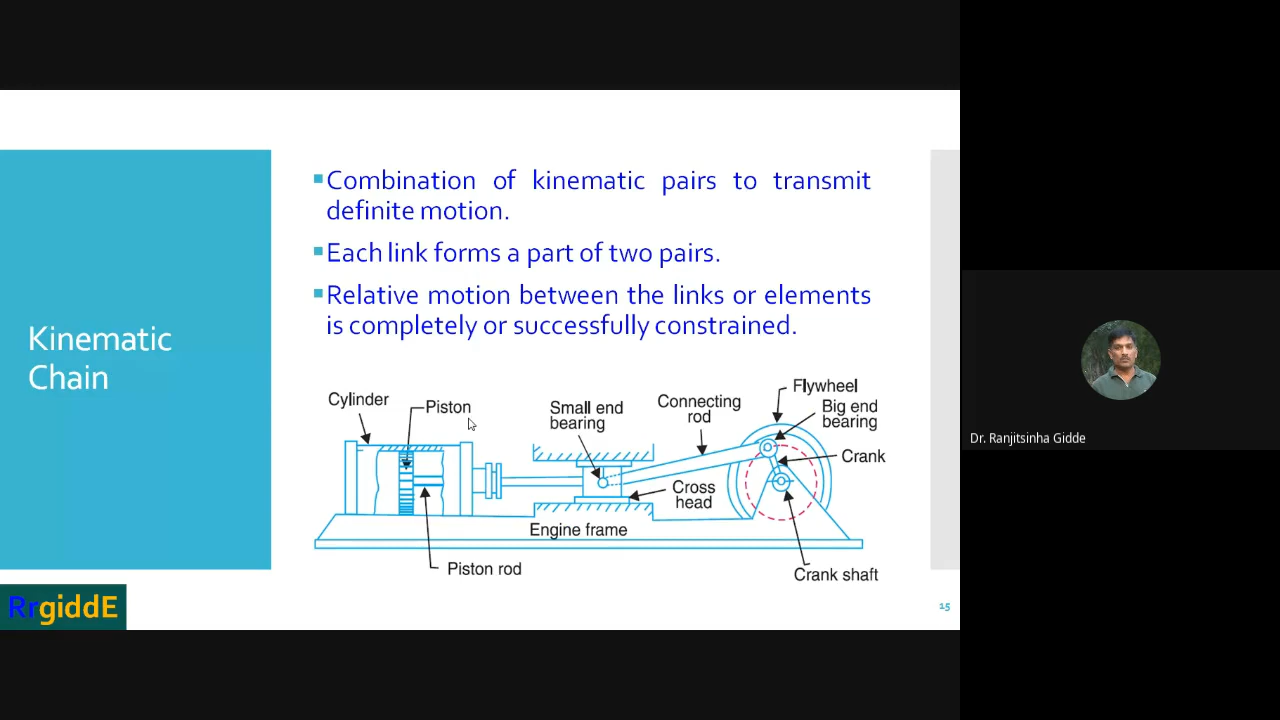 Kinematic
Chain
Combination of kinematic pairs to transmit
definite motion.
Each link forms a part of two pairs.
Relative motion between the links or elements
is completely or successfully constrained.
Cylinder
Piston
Small end
bearing
Connecting
rod
Flywheel
Big end
bearing
Crank
Cross
head
Engine frame
Piston rod
Crank shaft
RrgiddE
15
Dr. Ranjitsinha Gidde